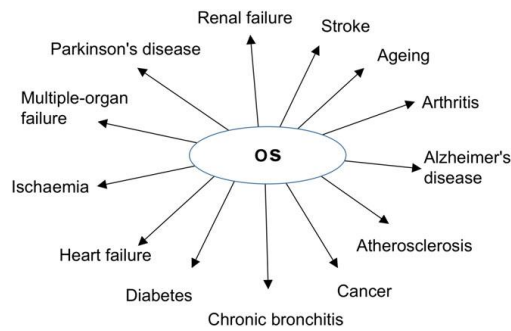 Renal failure
Stroke
Parkinson's disease
Ageing
Multiple-organ
failure
Arthritis
OS
Alzheimer's
disease
Ischaemia
Atherosclerosis
Heart failure
Diabetes
Cancer
Chronic bronchitis